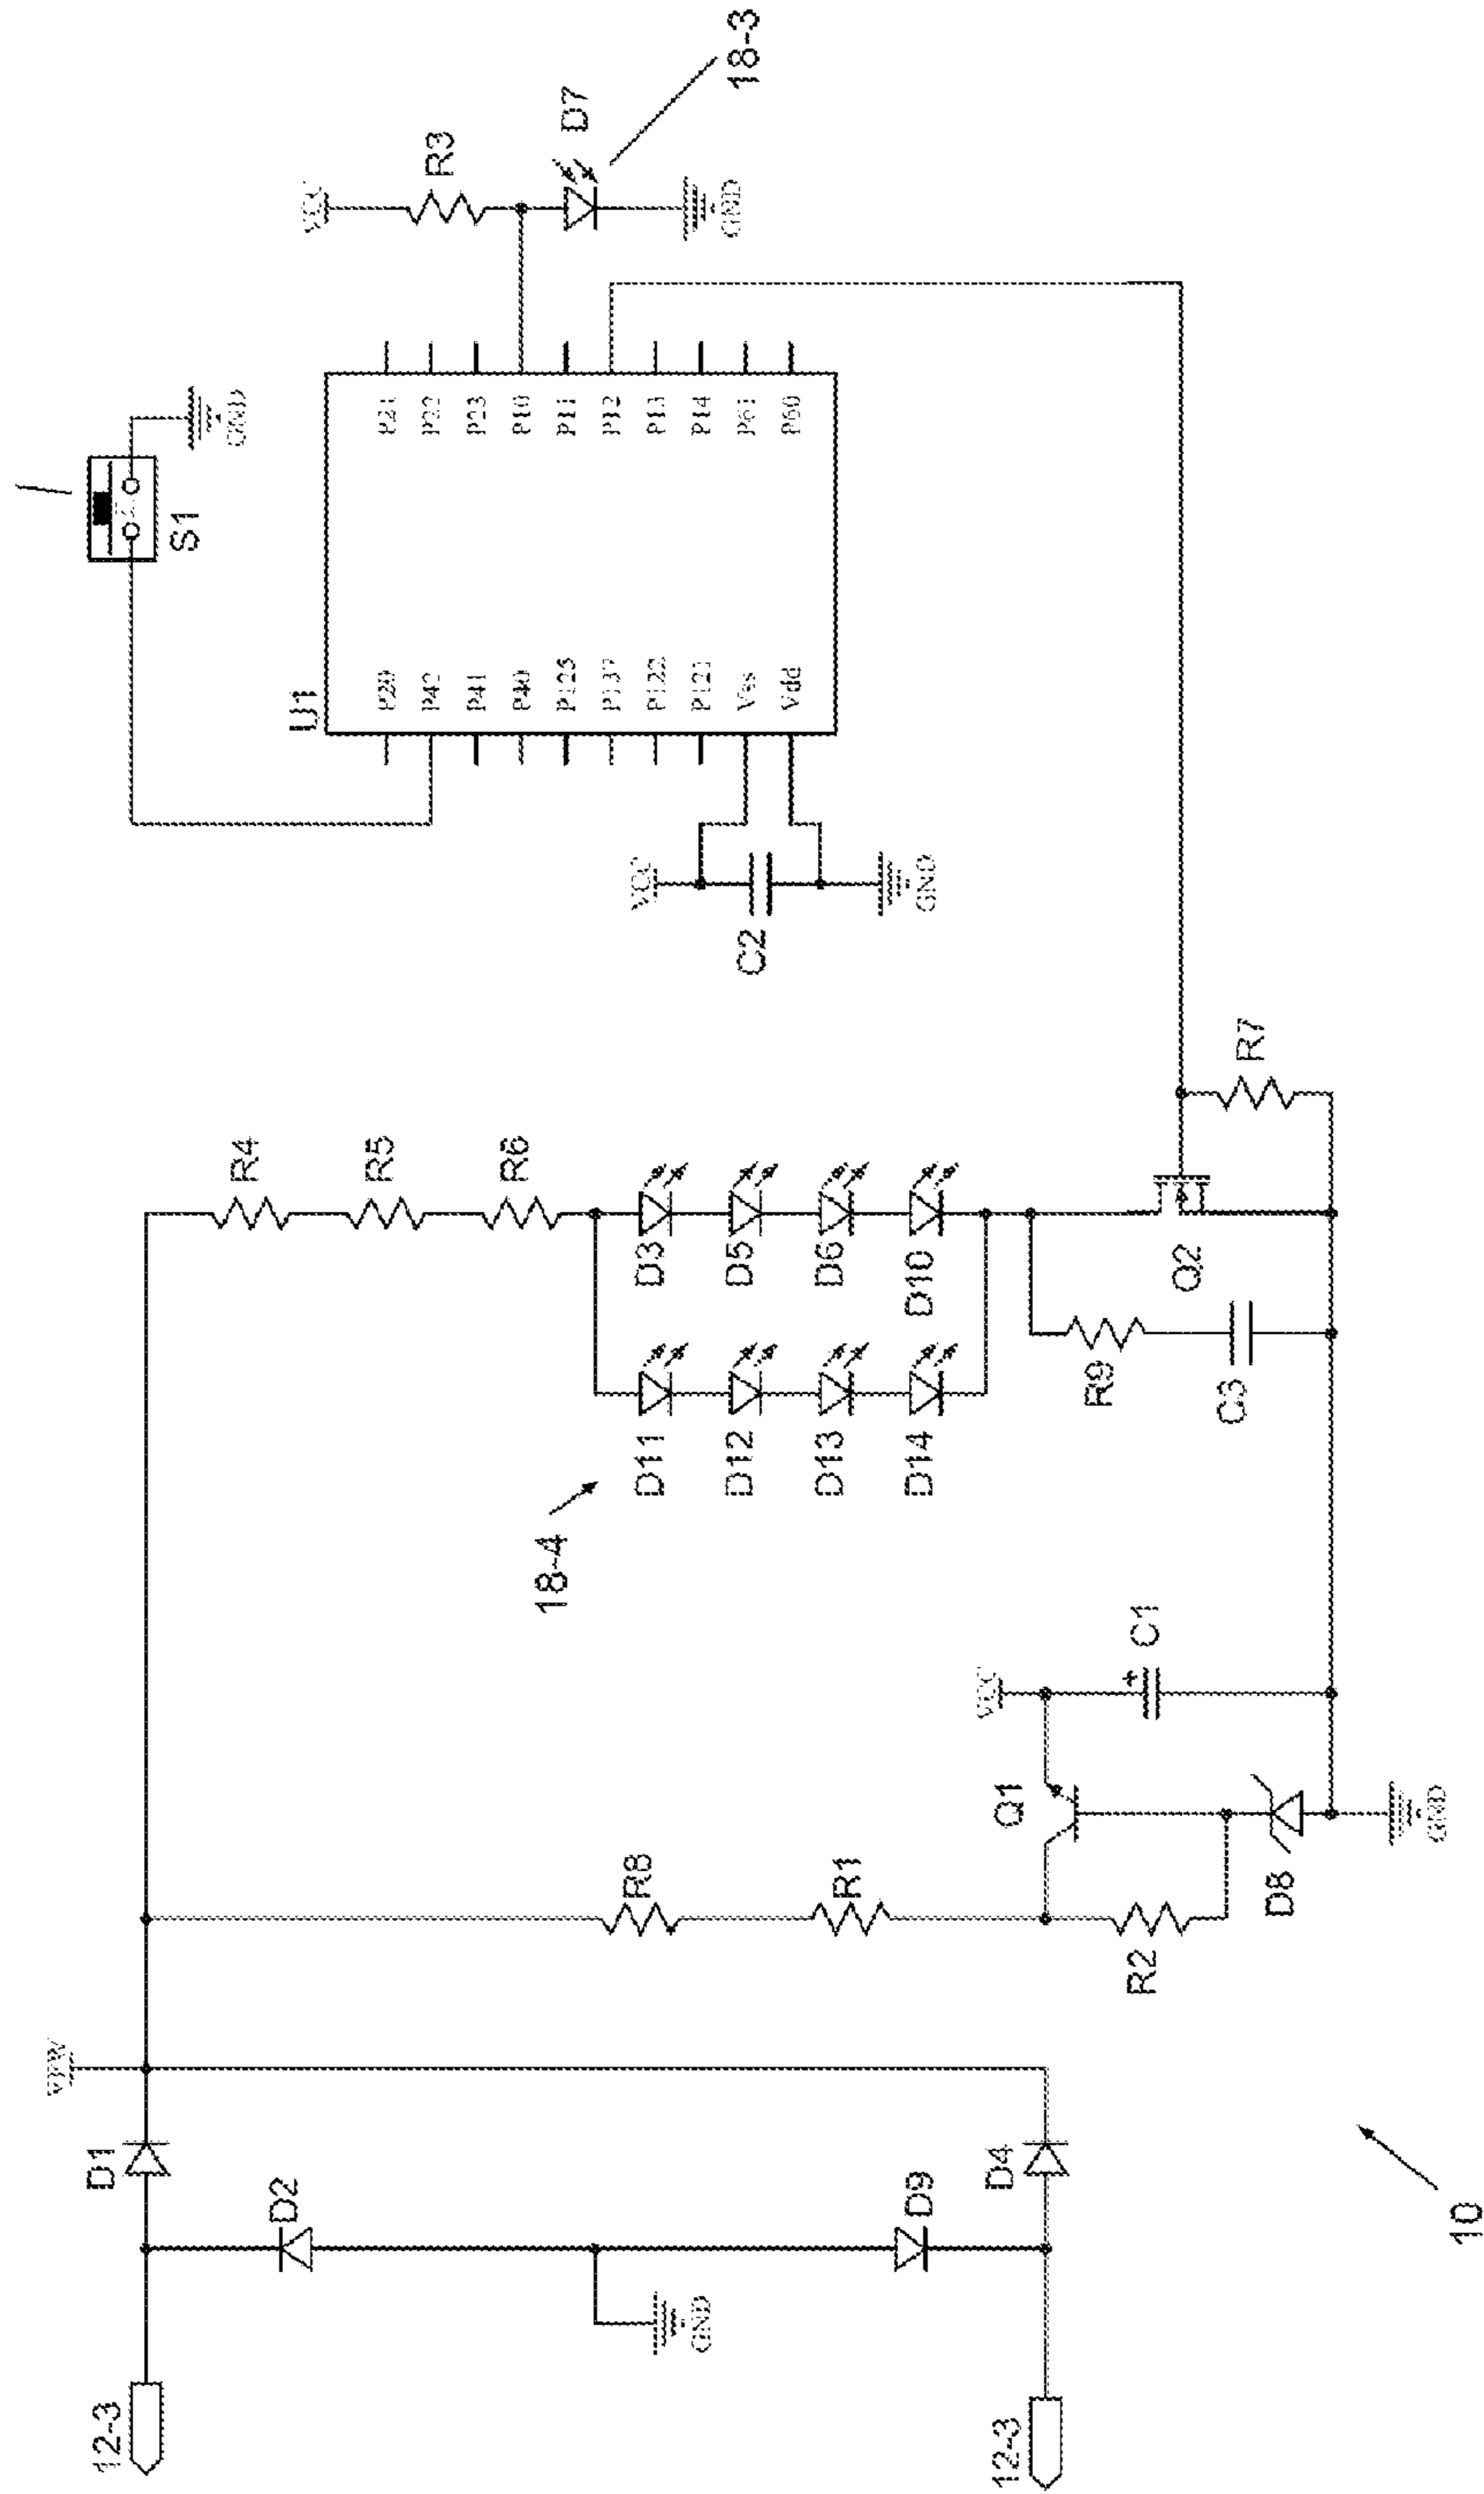 12-3
D1
D2
VPW
GND
D9
D4
12-3
R8
R1
R2
Q1
D8
VCC
C1
GND
R4
R5
R6
18-4
D11
D12
D13
D14
D3
D5
D6
D10
R9
C3
Q2
R7
S1
GND
U1
P20
P42
P41
P40
P125
P137
P122
P121
Vss
Vdd
P21
P22
P23
P10
P11
P12
P13
P14
P61
P60
VCC
C2
GND
VCC
R3
D7
GND
18-3
10